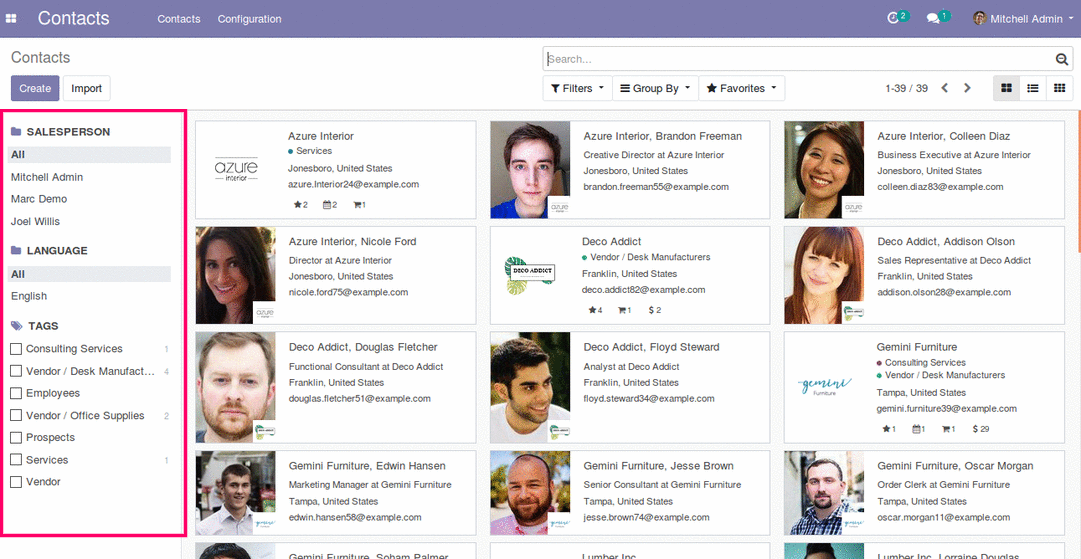 Contacts Contacts Configuration 2 1 Mitchell Admin
Contacts
Search...
Create Import
Filters Group By Favorites 1-39 / 39
SALESPERSON
All
Mitchell Admin
Marc Demo
Joel Willis
LANGUAGE
All
English
TAGS
Consulting Services 1
Vendor / Desk Manufact... 4
Employees
Vendor / Office Supplies 2
Prospects
Services 1
Vendor
azure
interior
Azure Interior
Services
Jonesboro, United States
azure.Interior24@example.com
2 2 1
Azure Interior, Brandon Freeman
Creative Director at Azure Interior
Jonesboro, United States
brandon.freeman55@example.com
azure
Azure Interior, Colleen Diaz
Business Executive at Azure Interior
Jonesboro, United States
colleen.diaz83@example.com
azure
Azure Interior, Nicole Ford
Director at Azure Interior
Jonesboro, United States
nicole.ford75@example.com
azure
DECO ADDICT
Deco Addict
Vendor / Desk Manufacturers
Franklin, United States
deco.addict82@example.com
4 1 $ 2
Deco Addict, Addison Olson
Sales Representative at Deco Addict
Franklin, United States
addison.olson28@example.com
Deco Addict, Douglas Fletcher
Functional Consultant at Deco Addict
Franklin, United States
douglas.fletcher51@example.com
Deco Addict, Floyd Steward
Analyst at Deco Addict
Franklin, United States
floyd.steward34@example.com
gemini
Furniture
Gemini Furniture
Consulting Services
Vendor / Desk Manufacturers
Tampa, United States
gemini.furniture39@example.com
1 1 1 $ 29
Gemini Furniture, Edwin Hansen
Marketing Manager at Gemini Furniture
Tampa, United States
edwin.hansen58@example.com
gemini
Gemini Furniture, Jesse Brown
Senior Consultant at Gemini Furniture
Tampa, United States
jesse.brown74@example.com
gemini
Gemini Furniture, Oscar Morgan
Order Clerk at Gemini Furniture
Tampa, United States
oscar.morgan11@example.com
gemini
Gemini Furniture, Soham Palmer
Lumber Inc
Lumber Inc, Lorraine Douglas